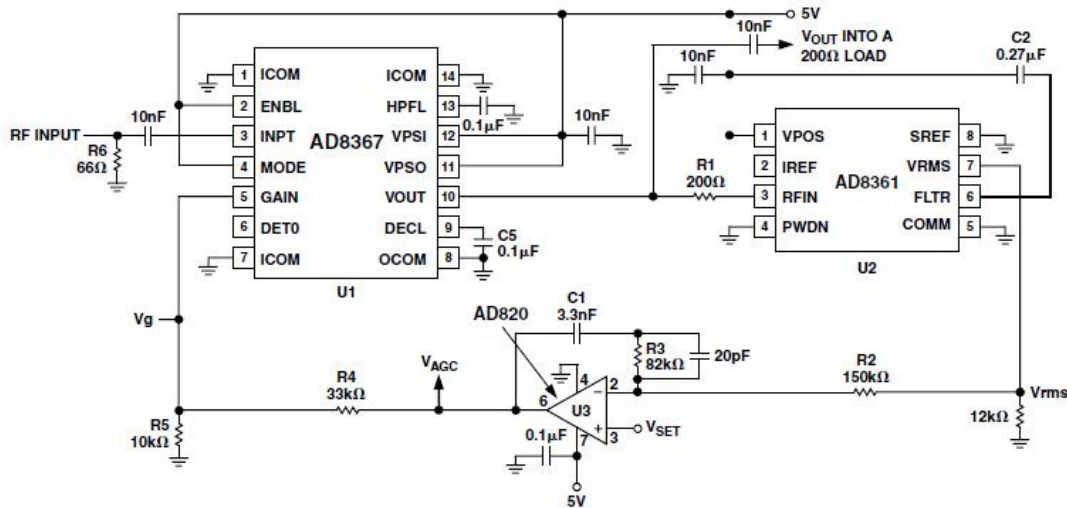 5V
10nF
VOUT INTO A
200Ω LOAD
10nF
C2
0.27µF
1 ICOM ICOM 14
2 ENBL HPFL 13
0.1µF
10nF
RF INPUT
3 INPT AD8367 VPSI 12
10nF
R6
66Ω
4 MODE VPSO 11
5 GAIN VOUT 10
6 DET0 DECL 9
C5
0.1µF
7 ICOM OCOM 8
U1
R1
200Ω
1 VPOS SREF 8
2 IREF AD8361 VRMS 7
3 RFIN FLTR 6
4 PWDN COMM 5
U2
Vg
AD820
C1
3.3nF
R3
82kΩ
20pF
VAGC
R4
33kΩ
R2
150kΩ
Vrms
12kΩ
4
2
6
U3
−
+
3
7
VSET
R5
10kΩ
0.1µF
5V